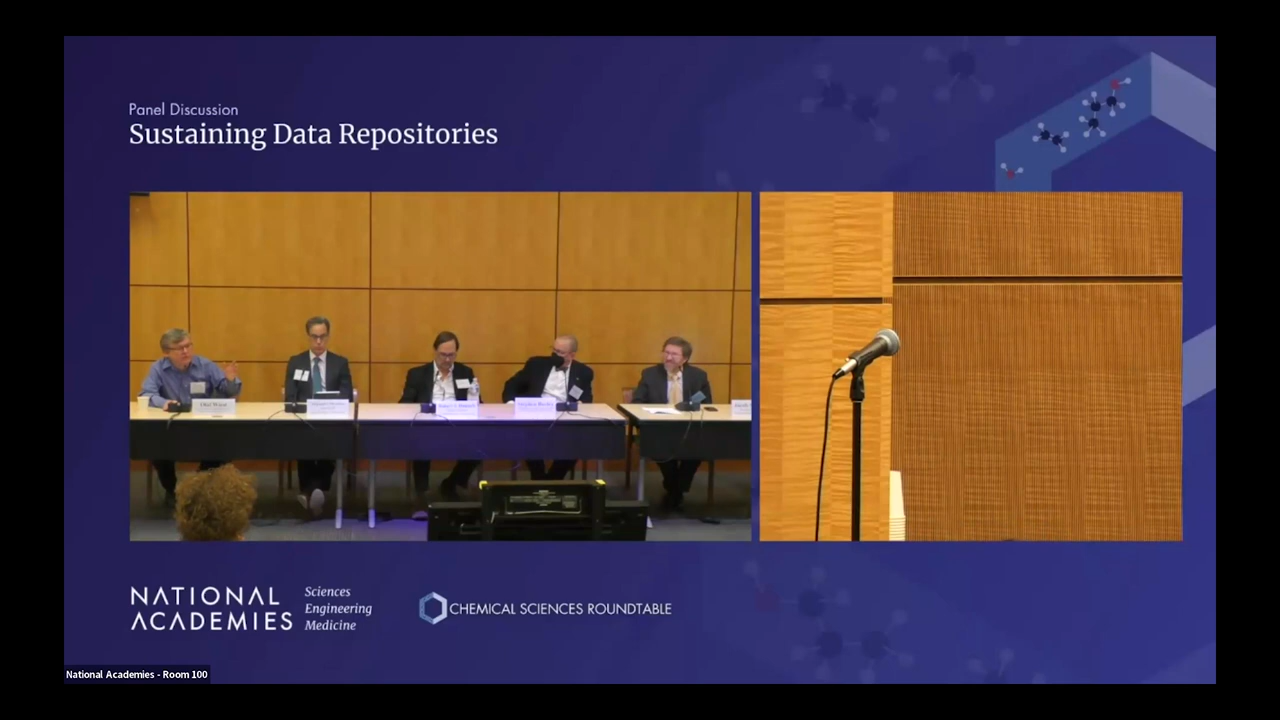 Panel Discussion
Sustaining Data Repositories
NATIONAL
ACADEMIES
Sciences
Engineering
Medicine
CHEMICAL SCIENCES ROUNDTABLE
National Academies - Room 100